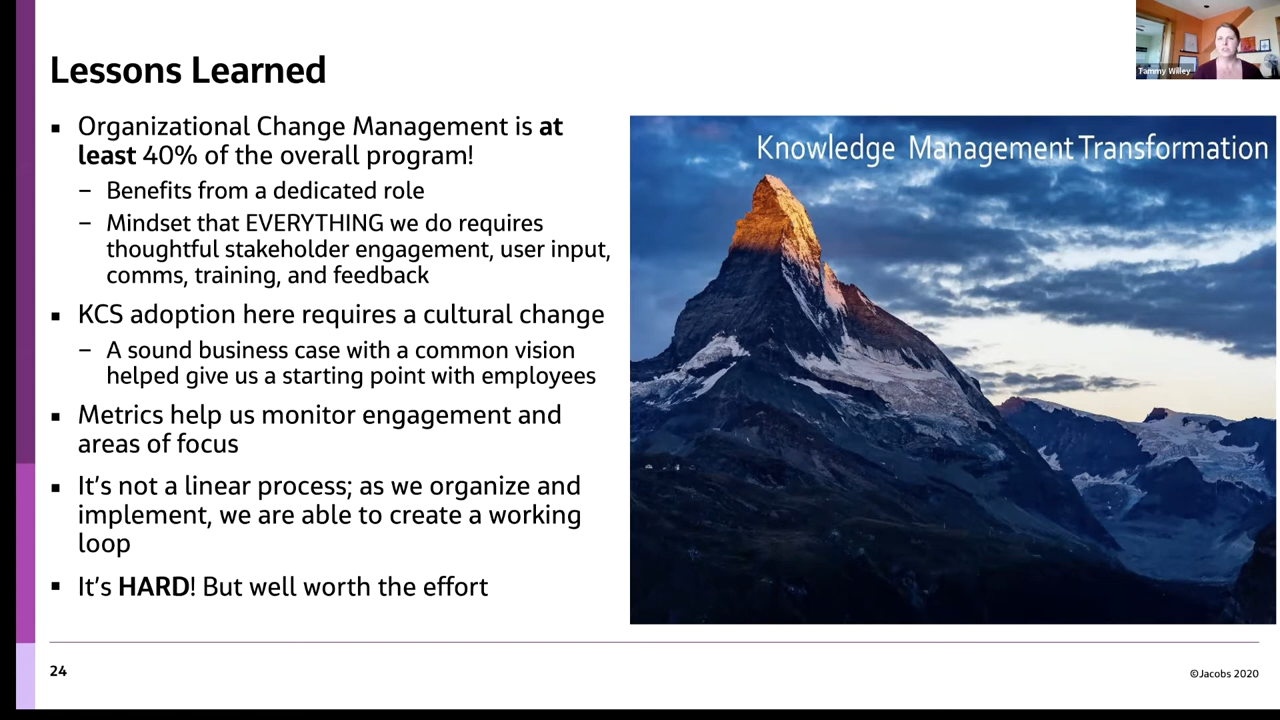 Tammy Willey
Lessons Learned
▪ Organizational Change Management is at
least 40% of the overall program!
– Benefits from a dedicated role
– Mindset that EVERYTHING we do requires
thoughtful stakeholder engagement, user input,
comms, training, and feedback
▪ KCS adoption here requires a cultural change
– A sound business case with a common vision
helped give us a starting point with employees
▪ Metrics help us monitor engagement and
areas of focus
▪ It's not a linear process; as we organize and
implement, we are able to create a working
loop
▪ It's HARD! But well worth the effort
Knowledge Management Transformation
24
©Jacobs 2020